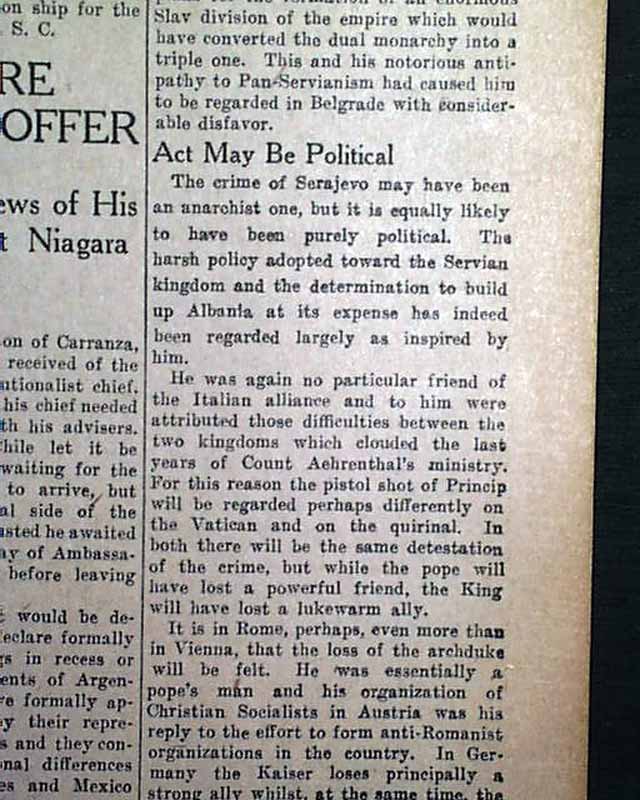 on ship for the
S. C.
RE
OFFER
ews of His
t Niagara
on of Carranza,
received of the
utionalist chief.
his chief needed
th his advisers.
hile let it be
waiting for the
to arrive, but
al side of the
usted he awaited
ay of Ambassa-
before leaving
t would be de-
eclare formally
gs in recess or
ents of Argen-
re formally ap-
y their repre-
s and they con-
nal differences
es and Mexico
Slav division of the empire which would
have converted the dual monarchy into a
triple one. This and his notorious anti-
pathy to Pan-Servianism had caused him
to be regarded in Belgrade with consider-
able disfavor.
Act May Be Political
The crime of Serajevo may have been
an anarchist one, but it is equally likely
to have been purely political. The
harsh policy adopted toward the Servian
kingdom and the determination to build
up Albania at its expense has indeed
been regarded largely as inspired by
him.
He was again no particular friend of
the Italian alliance and to him were
attributed those difficulties between the
two kingdoms which clouded the last
years of Count Aehrenthal's ministry.
For this reason the pistol shot of Princip
will be regarded perhaps differently on
the Vatican and on the quirinal. In
both there will be the same detestation
of the crime, but while the pope will
have lost a powerful friend, the King
will have lost a lukewarm ally.
It is in Rome, perhaps, even more than
in Vienna, that the loss of the archduke
will be felt. He was essentially a
pope's man and his organization of
Christian Socialists in Austria was his
reply to the effort to form anti-Romanist
organizations in the country. In Ger-
many the Kaiser loses principally a
strong ally whilst, at the same time, the